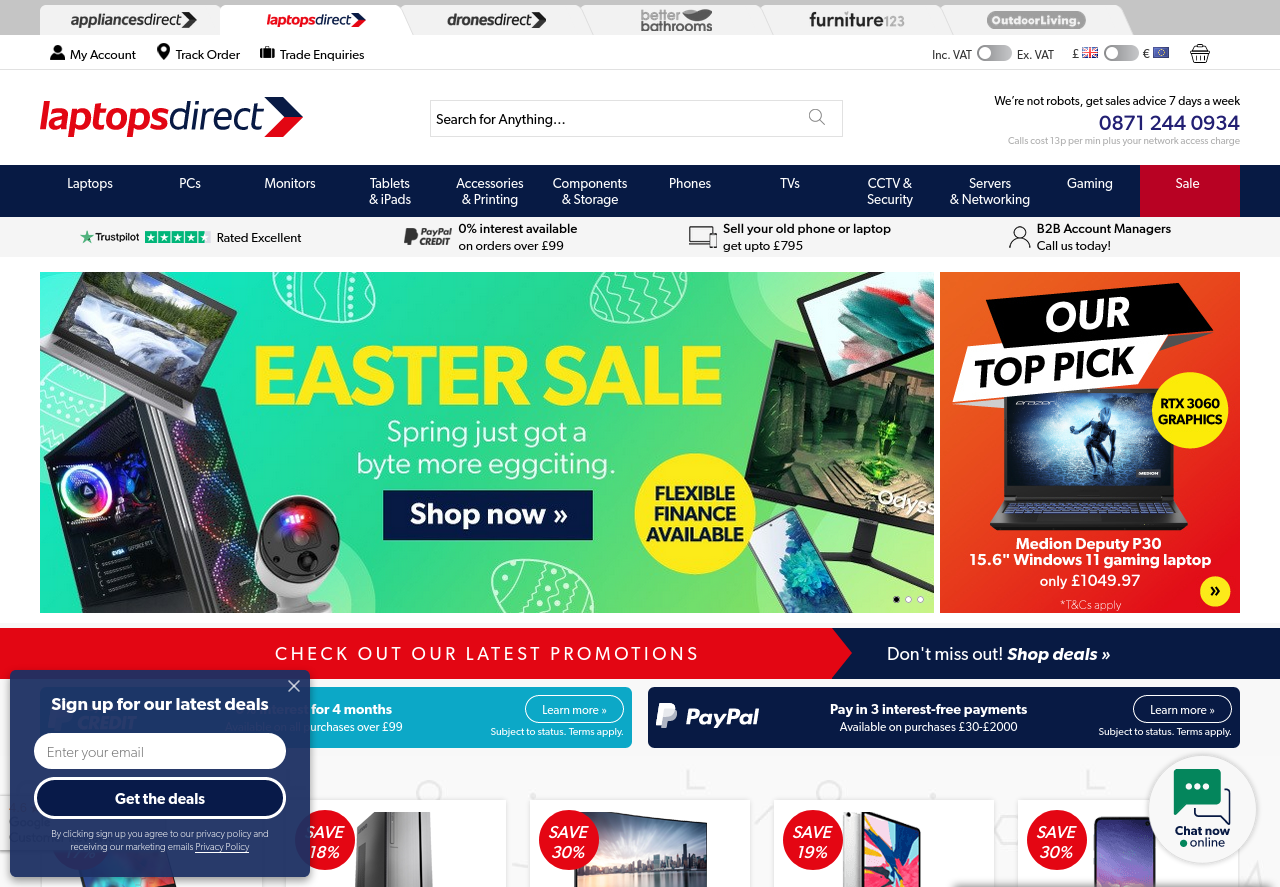 appliancesdirect
laptopsdirect
dronesdirect
better bathrooms
furniture 123
OutdoorLiving.
My Account
Track Order
Trade Enquiries
Inc. VAT
Ex. VAT
£
€
laptopsdirect
Search for Anything...
We're not robots, get sales advice 7 days a week
0871 244 0934
Calls cost 13p per min plus your network access charge
Laptops
PCs
Monitors
Tablets
& iPads
Accessories
& Printing
Components
& Storage
Phones
TVs
CCTV &
Security
Servers
& Networking
Gaming
Sale
Trustpilot
Rated Excellent
PayPal
CREDIT
0% interest available
on orders over £99
Sell your old phone or laptop
get upto £795
B2B Account Managers
Call us today!
EASTER SALE
Spring just got a
byte more eggciting.
Shop now »
FLEXIBLE
FINANCE
AVAILABLE
Odyss
OUR
TOP PICK
RTX 3060
GRAPHICS
erazer
MEDION
Medion Deputy P30
15.6" Windows 11 gaming laptop
only £1049.97
*T&Cs apply
»
CHECK OUT OUR LATEST PROMOTIONS
Don't miss out! Shop deals »
for 4 months
purchases over £99
Learn more »
Subject to status. Terms apply.
PayPal
Pay in 3 interest-free payments
Available on purchases £30-£2000
Learn more »
Subject to status. Terms apply.
Sign up for our latest deals
Enter your email
Get the deals
By clicking sign up you agree to our privacy policy and
receiving our marketing emails Privacy Policy
SAVE
18%
SAVE
30%
SAVE
19%
SAVE
30%
Chat now
online